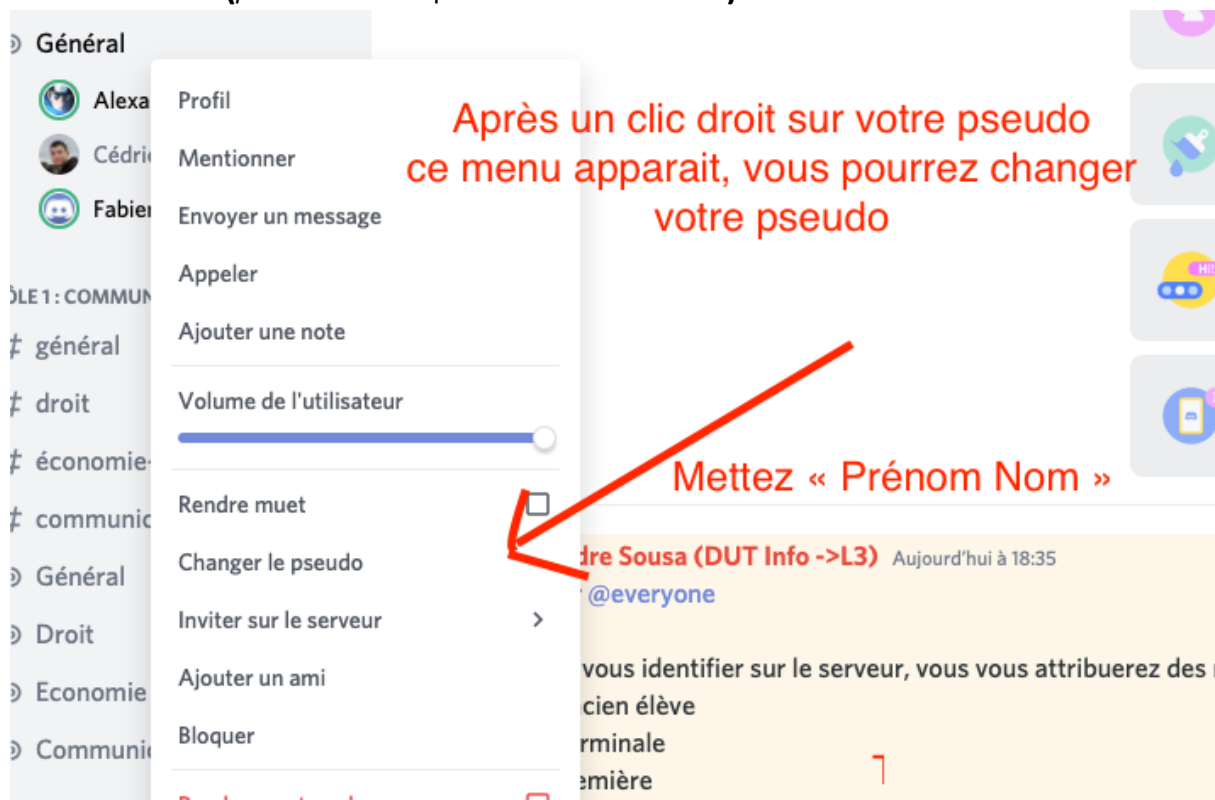 Général
Alexa
Cédri
Fabier
ÔLE 1 : COMMUN
# général
# droit
# économie-
# communic
Général
Droit
Economie
Communi
Profil
Mentionner
Envoyer un message
Appeler
Ajouter une note
Volume de l'utilisateur
Rendre muet
Changer le pseudo
Inviter sur le serveur
Ajouter un ami
Bloquer
Après un clic droit sur votre pseudo
ce menu apparait, vous pourrez changer
votre pseudo
Mettez « Prénom Nom »
Hi!
dre Sousa (DUT Info ->L3) Aujourd'hui à 18:35
@everyone
vous identifier sur le serveur, vous vous attribuerez des
cien élève
rminale
emière